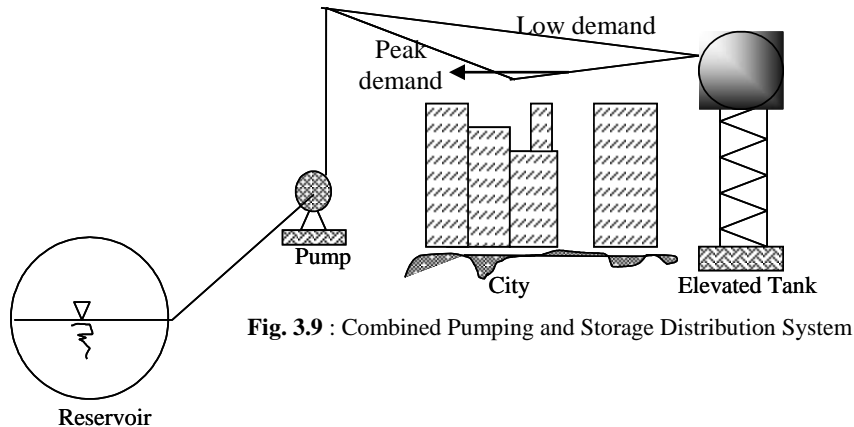 Low demand
Peak
demand
Pump
City
Elevated Tank
Fig. 3.9 : Combined Pumping and Storage Distribution System
Reservoir